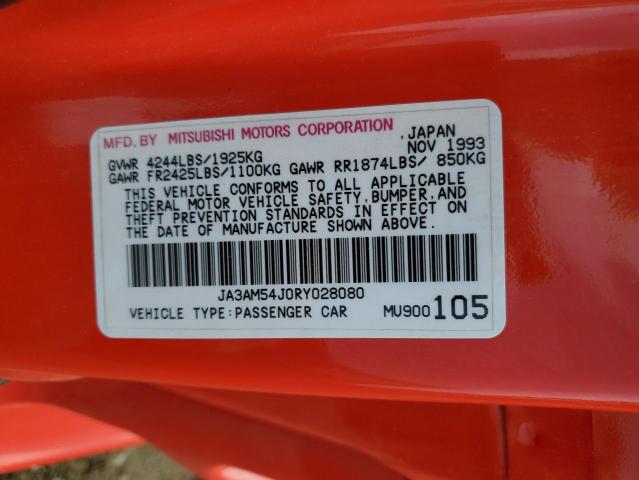 MFD. BY MITSUBISHI MOTORS CORPORATION ,JAPAN
NOV 1993
GVWR 4244LBS/1925KG
GAWR FR2425LBS/1100KG GAWR RR1874LBS/ 850KG
THIS VEHICLE CONFORMS TO ALL APPLICABLE
FEDERAL MOTOR VEHICLE SAFETY,BUMPER,AND
THEFT PREVENTION STANDARDS IN EFFECT ON
THE DATE OF MANUFACTURE SHOWN ABOVE.
JA3AM54J0RY028080
VEHICLE TYPE:PASSENGER CAR MU900105